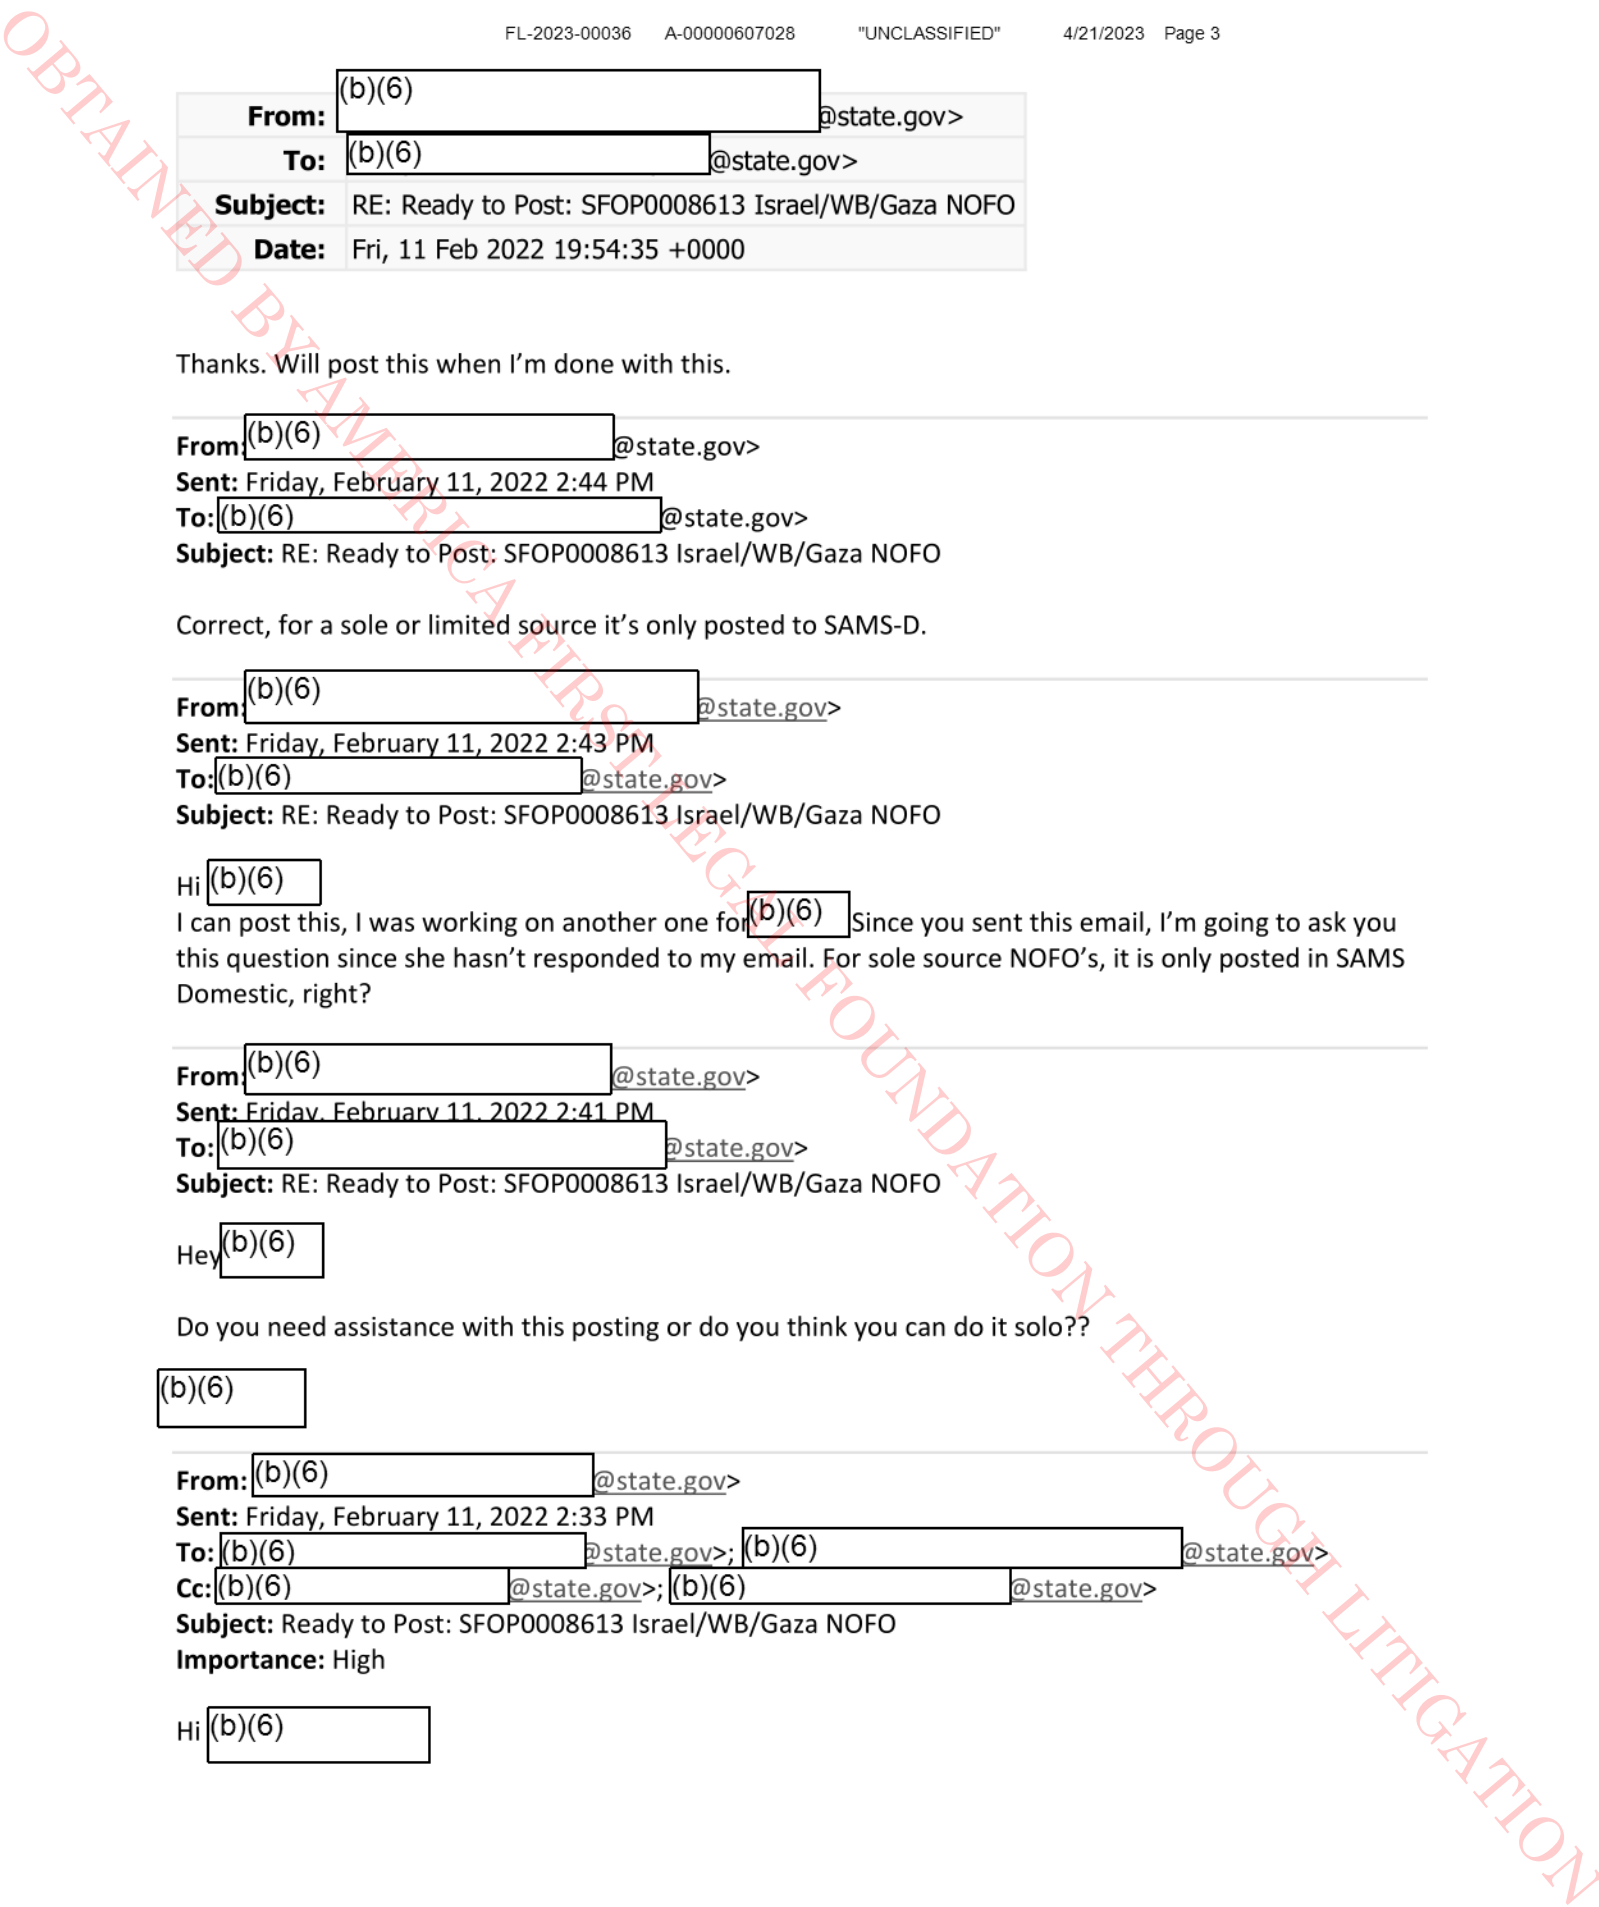 FL-2023-00036 A-00000607028 "UNCLASSIFIED" 4/21/2023 Page 3
From: (b)(6) @state.gov>
To: (b)(6) @state.gov>
Subject: RE: Ready to Post: SFOP0008613 Israel/WB/Gaza NOFO
Date: Fri, 11 Feb 2022 19:54:35 +0000
Thanks. Will post this when I’m done with this.
From: (b)(6) @state.gov>
Sent: Friday, February 11, 2022 2:44 PM
To: (b)(6) @state.gov>
Subject: RE: Ready to Post: SFOP0008613 Israel/WB/Gaza NOFO
Correct, for a sole or limited source it’s only posted to SAMS-D.
From: (b)(6) @state.gov>
Sent: Friday, February 11, 2022 2:43 PM
To: (b)(6) @state.gov>
Subject: RE: Ready to Post: SFOP0008613 Israel/WB/Gaza NOFO
Hi (b)(6)
I can post this, I was working on another one for (b)(6) Since you sent this email, I’m going to ask you
this question since she hasn’t responded to my email. For sole source NOFO’s, it is only posted in SAMS
Domestic, right?
From: (b)(6) @state.gov>
Sent: Friday, February 11, 2022 2:41 PM
To: (b)(6) @state.gov>
Subject: RE: Ready to Post: SFOP0008613 Israel/WB/Gaza NOFO
Hey (b)(6)
Do you need assistance with this posting or do you think you can do it solo??
(b)(6)
From: (b)(6) @state.gov>
Sent: Friday, February 11, 2022 2:33 PM
To: (b)(6) @state.gov>; (b)(6) @state.gov>
Cc: (b)(6) @state.gov>; (b)(6) @state.gov>
Subject: Ready to Post: SFOP0008613 Israel/WB/Gaza NOFO
Importance: High
Hi (b)(6)
OBTAINED BY AMERICA FIRST LEGAL FOUNDATION THROUGH LITIGATION